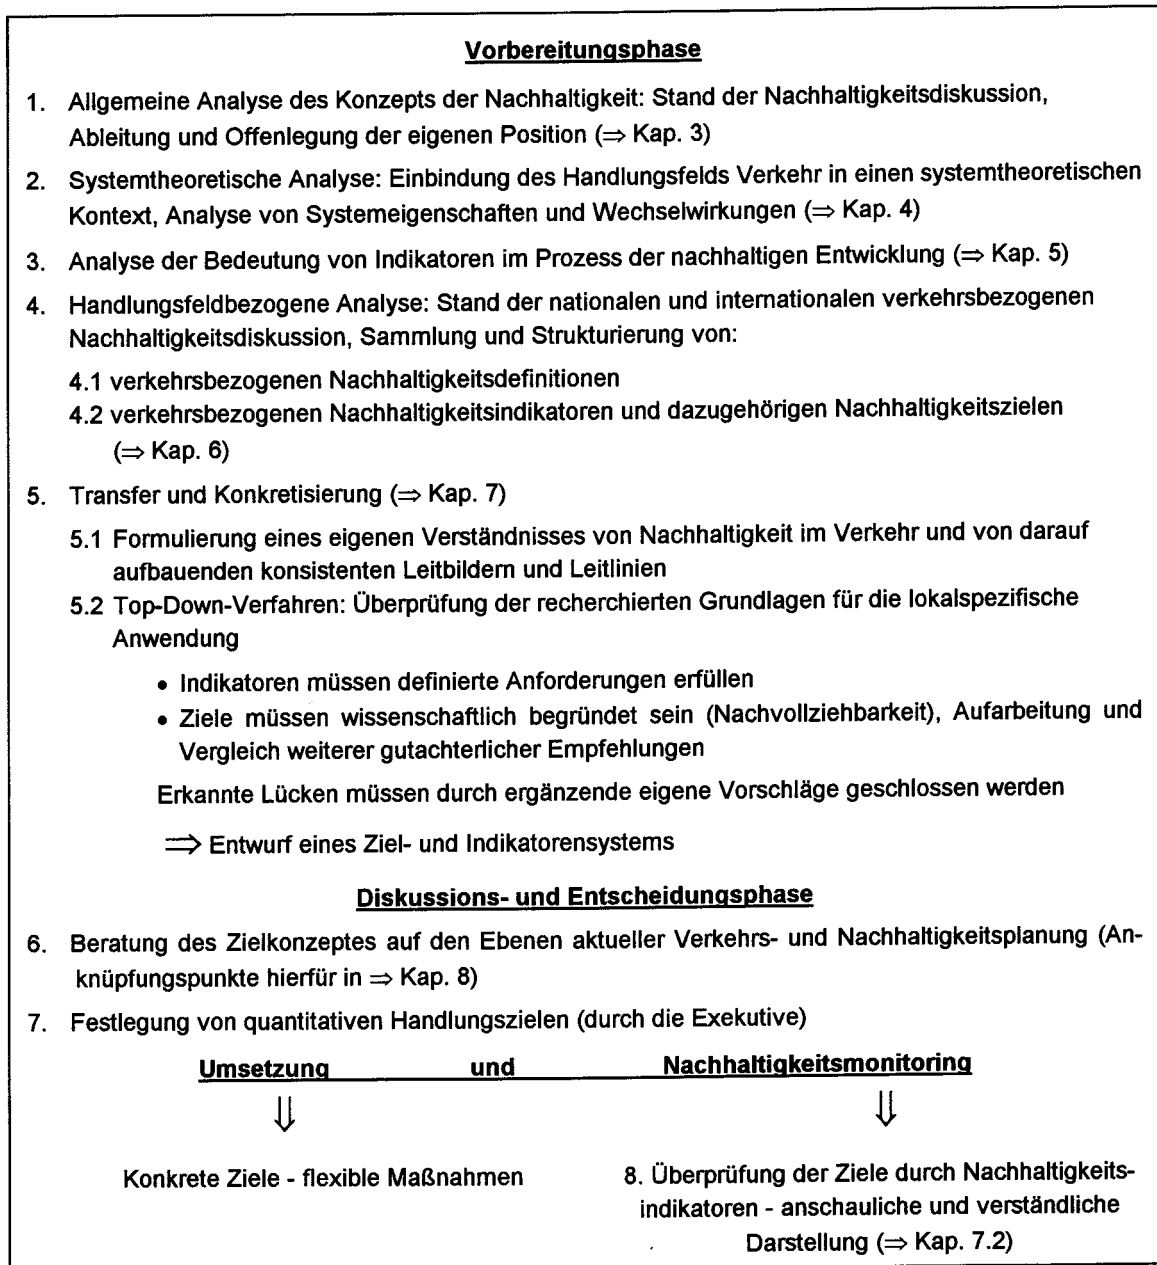 Vorbereitungsphase
1. Allgemeine Analyse des Konzepts der Nachhaltigkeit: Stand der Nachhaltigkeitsdiskussion,
Ableitung und Offenlegung der eigenen Position (⇒ Kap. 3)
2. Systemtheoretische Analyse: Einbindung des Handlungsfelds Verkehr in einen systemtheoretischen
Kontext, Analyse von Systemeigenschaften und Wechselwirkungen (⇒ Kap. 4)
3. Analyse der Bedeutung von Indikatoren im Prozess der nachhaltigen Entwicklung (⇒ Kap. 5)
4. Handlungsfeldbezogene Analyse: Stand der nationalen und internationalen verkehrsbezogenen
Nachhaltigkeitsdiskussion, Sammlung und Strukturierung von:
4.1 verkehrsbezogenen Nachhaltigkeitsdefinitionen
4.2 verkehrsbezogenen Nachhaltigkeitsindikatoren und dazugehörigen Nachhaltigkeitszielen
(⇒ Kap. 6)
5. Transfer und Konkretisierung (⇒ Kap. 7)
5.1 Formulierung eines eigenen Verständnisses von Nachhaltigkeit im Verkehr und von darauf
aufbauenden konsistenten Leitbildern und Leitlinien
5.2 Top-Down-Verfahren: Überprüfung der recherchierten Grundlagen für die lokalspezifische
Anwendung
• Indikatoren müssen definierte Anforderungen erfüllen
• Ziele müssen wissenschaftlich begründet sein (Nachvollziehbarkeit), Aufarbeitung und
Vergleich weiterer gutachterlicher Empfehlungen
Erkannte Lücken müssen durch ergänzende eigene Vorschläge geschlossen werden
⇒ Entwurf eines Ziel- und Indikatorensystems
Diskussions- und Entscheidungsphase
6. Beratung des Zielkonzeptes auf den Ebenen aktueller Verkehrs- und Nachhaltigkeitsplanung (An-
knüpfungspunkte hierfür in ⇒ Kap. 8)
7. Festlegung von quantitativen Handlungszielen (durch die Exekutive)
Umsetzung und Nachhaltigkeitsmonitoring
⇓ ⇓
Konkrete Ziele - flexible Maßnahmen
8. Überprüfung der Ziele durch Nachhaltigkeits-
indikatoren - anschauliche und verständliche
Darstellung (⇒ Kap. 7.2)